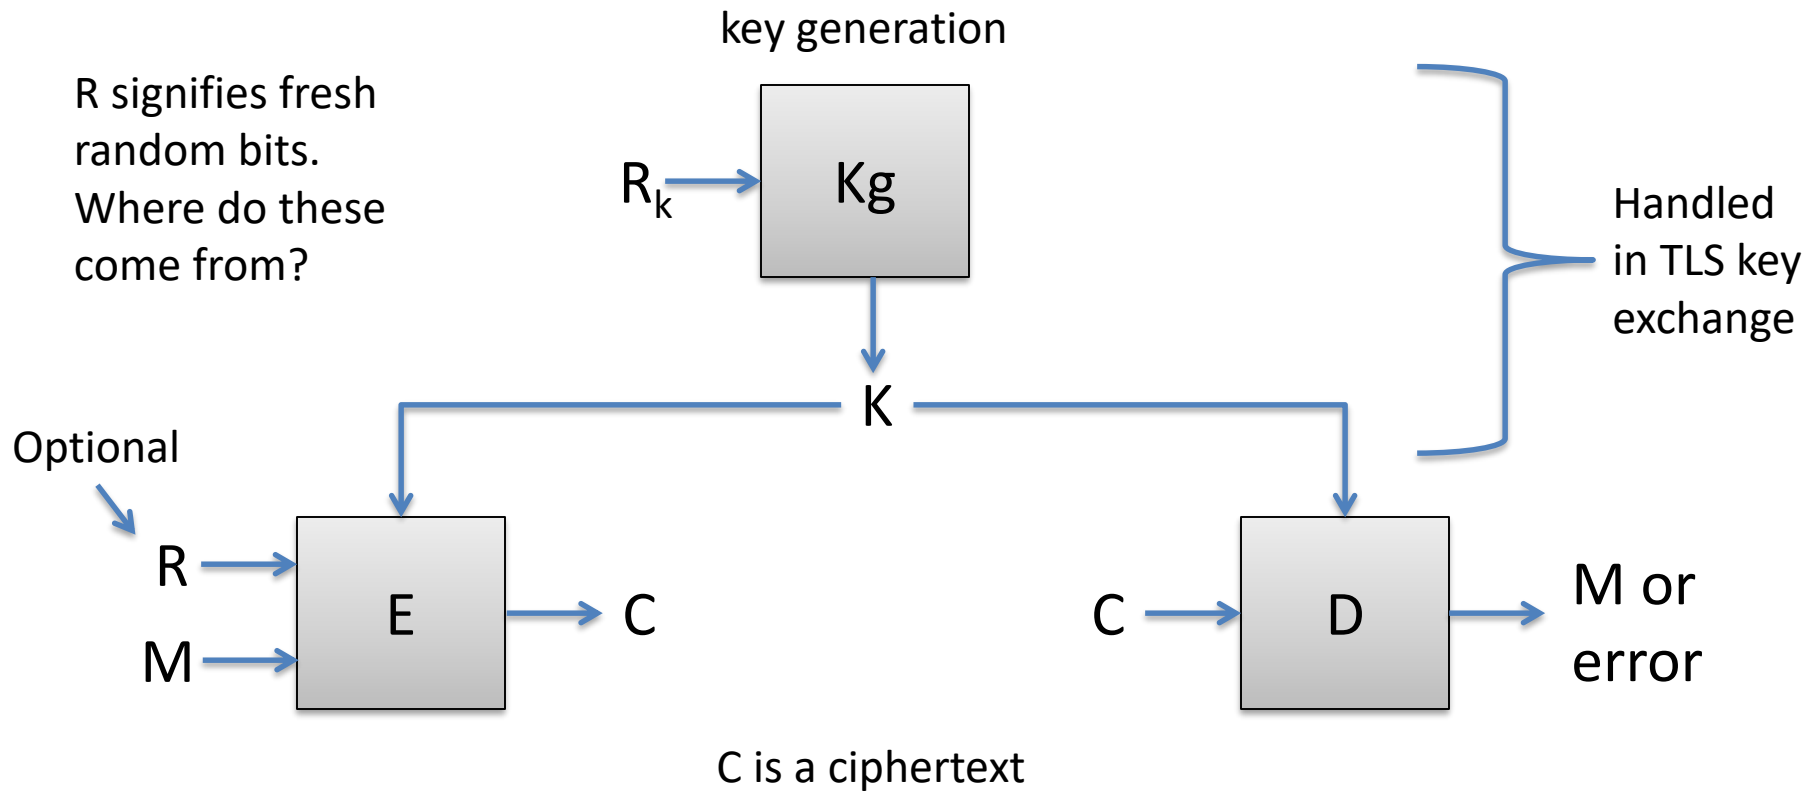 key generation
R signifies fresh
random bits.
Where do these
come from?
Rk
Kg
Handled
in TLS key
exchange
K
Optional
R
M
E
C
C
D
M or
error
C is a ciphertext